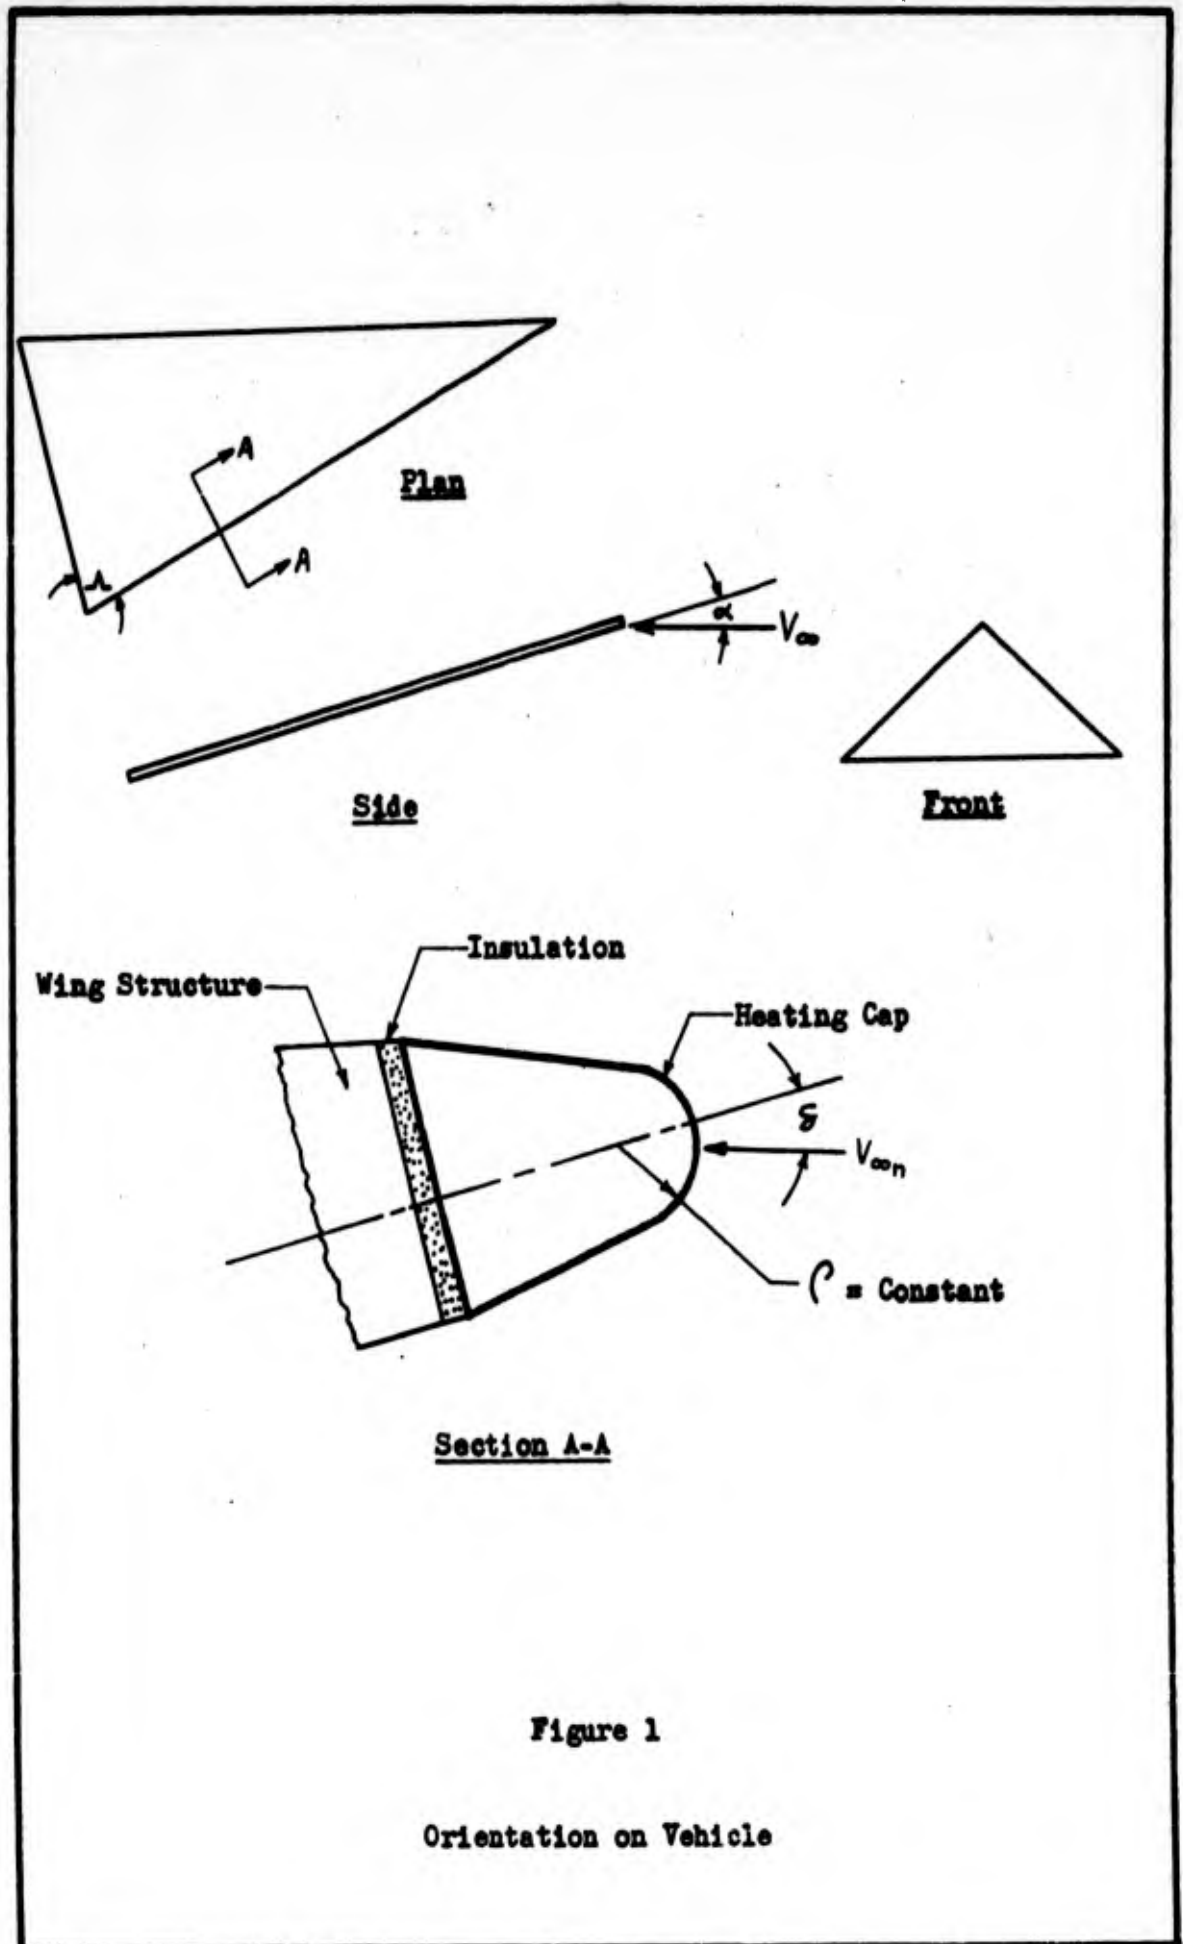 A
Plan
A
Λ
α
V∞
Side
Front
Insulation
Wing Structure
Heating Cap
δ
V∞n
ρ = Constant
Section A-A
Figure 1
Orientation on Vehicle